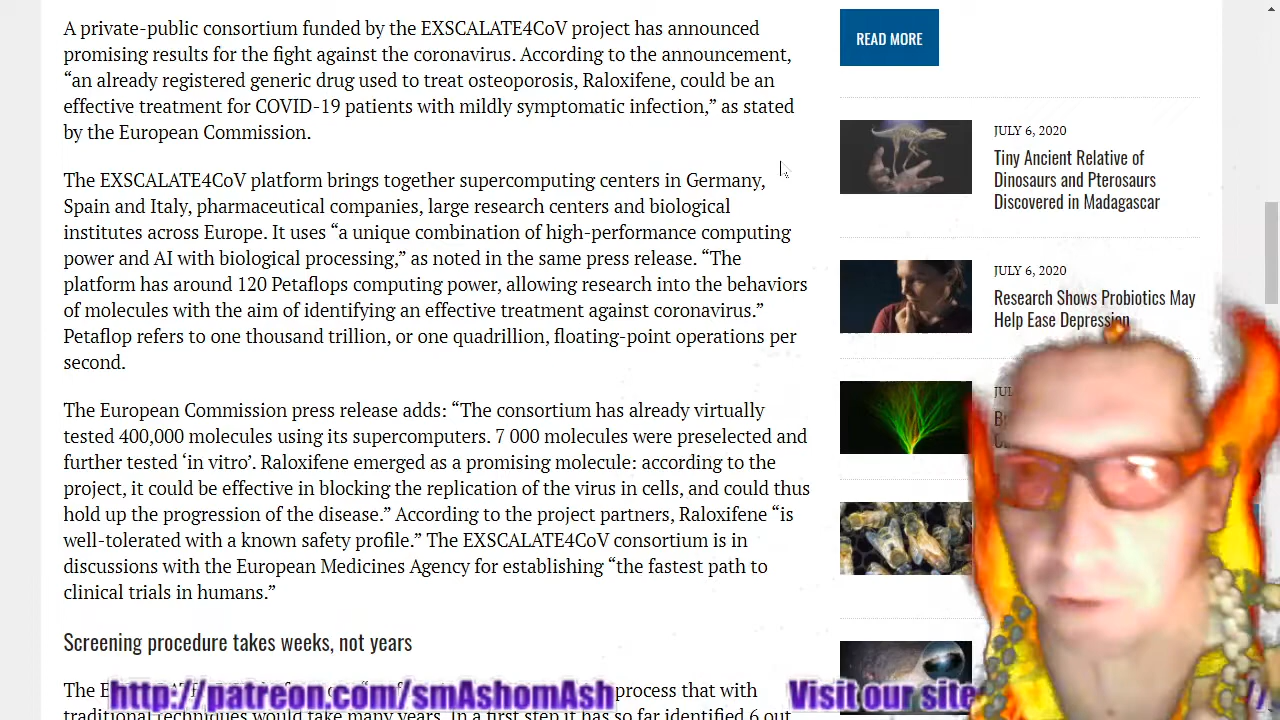 A private-public consortium funded by the EXSCALATE4CoV project has announced
promising results for the fight against the coronavirus. According to the announcement,
“an already registered generic drug used to treat osteoporosis, Raloxifene, could be an
effective treatment for COVID-19 patients with mildly symptomatic infection,” as stated
by the European Commission.
The EXSCALATE4CoV platform brings together supercomputing centers in Germany,
Spain and Italy, pharmaceutical companies, large research centers and biological
institutes across Europe. It uses “a unique combination of high-performance computing
power and AI with biological processing,” as noted in the same press release. “The
platform has around 120 Petaflops computing power, allowing research into the behaviors
of molecules with the aim of identifying an effective treatment against coronavirus.”
Petaflop refers to one thousand trillion, or one quadrillion, floating-point operations per
second.
The European Commission press release adds: “The consortium has already virtually
tested 400,000 molecules using its supercomputers. 7 000 molecules were preselected and
further tested ‘in vitro’. Raloxifene emerged as a promising molecule: according to the
project, it could be effective in blocking the replication of the virus in cells, and could thus
hold up the progression of the disease.” According to the project partners, Raloxifene “is
well-tolerated with a known safety profile.” The EXSCALATE4CoV consortium is in
discussions with the European Medicines Agency for establishing “the fastest path to
clinical trials in humans.”
Screening procedure takes weeks, not years
The
process that with
traditional techniques would take many years. In a first step it has so far identified 6 out
READ MORE
JULY 6, 2020
Tiny Ancient Relative of
Dinosaurs and Pterosaurs
Discovered in Madagascar
JULY 6, 2020
Research Shows Probiotics May
Help Ease Depression
http://patreon.com/smAshomAsh
Visit our site